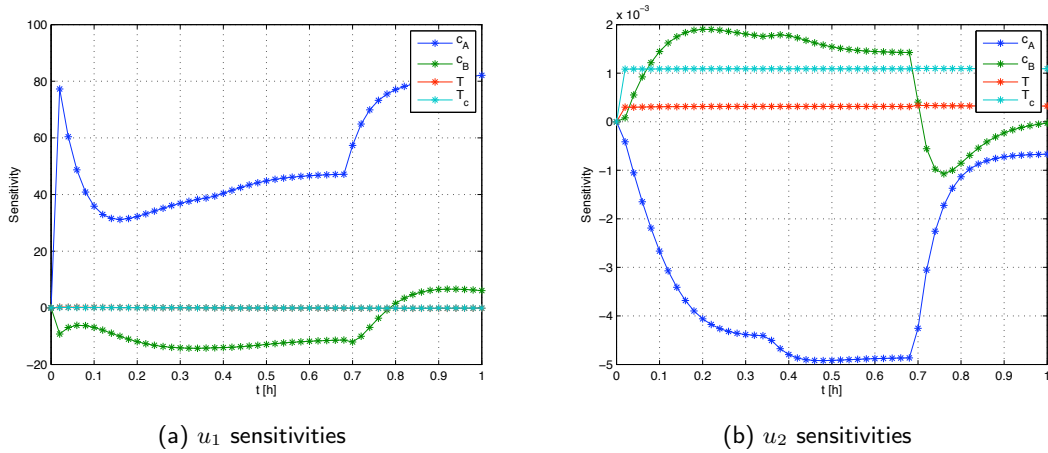 100
80
60
40
20
0
−20
Sensitivity
0 0.1 0.2 0.3 0.4 0.5 0.6 0.7 0.8 0.9 1
t [h]
c_A
c_B
T
T_c
(a) u₁ sensitivities
x 10⁻³
2
1
0
−1
−2
−3
−4
−5
Sensitivity
0 0.1 0.2 0.3 0.4 0.5 0.6 0.7 0.8 0.9 1
t [h]
c_A
c_B
T
T_c
(b) u₂ sensitivities